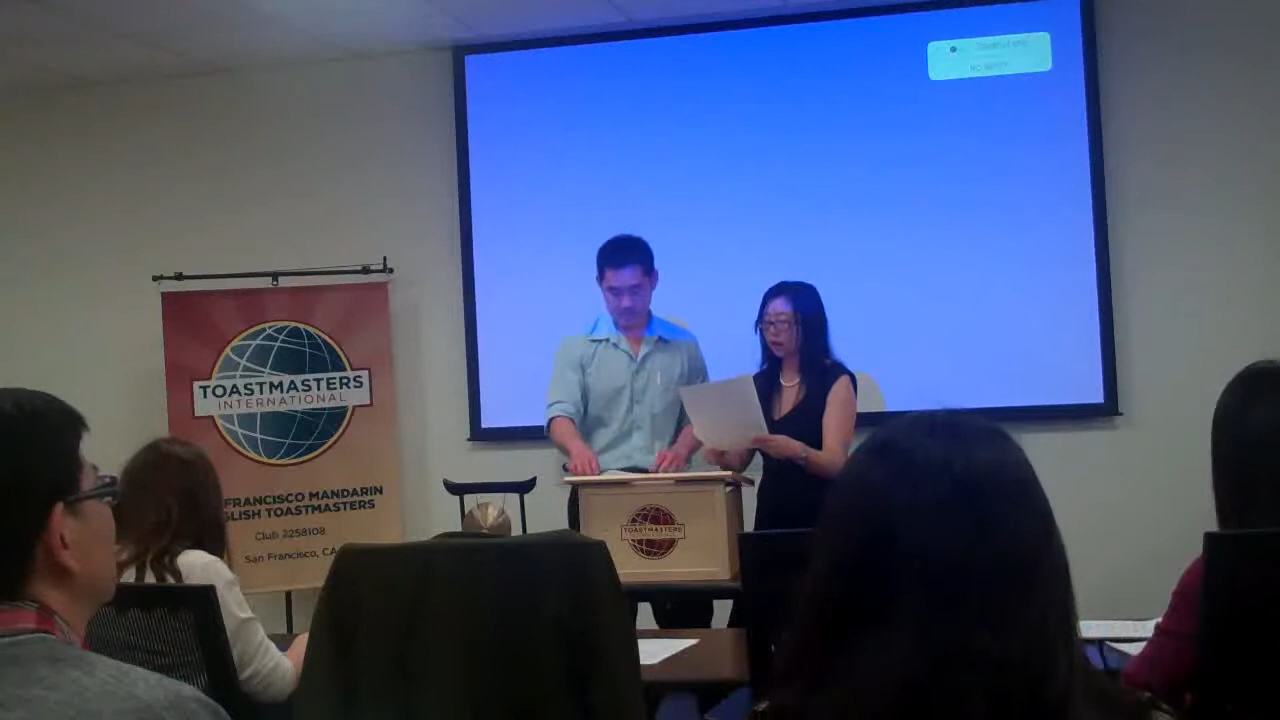 TOASTMASTERS
INTERNATIONAL
FRANCISCO MANDARIN
GLISH TOASTMASTERS
Club 2258108
San Francisco, CA
TOASTMASTERS